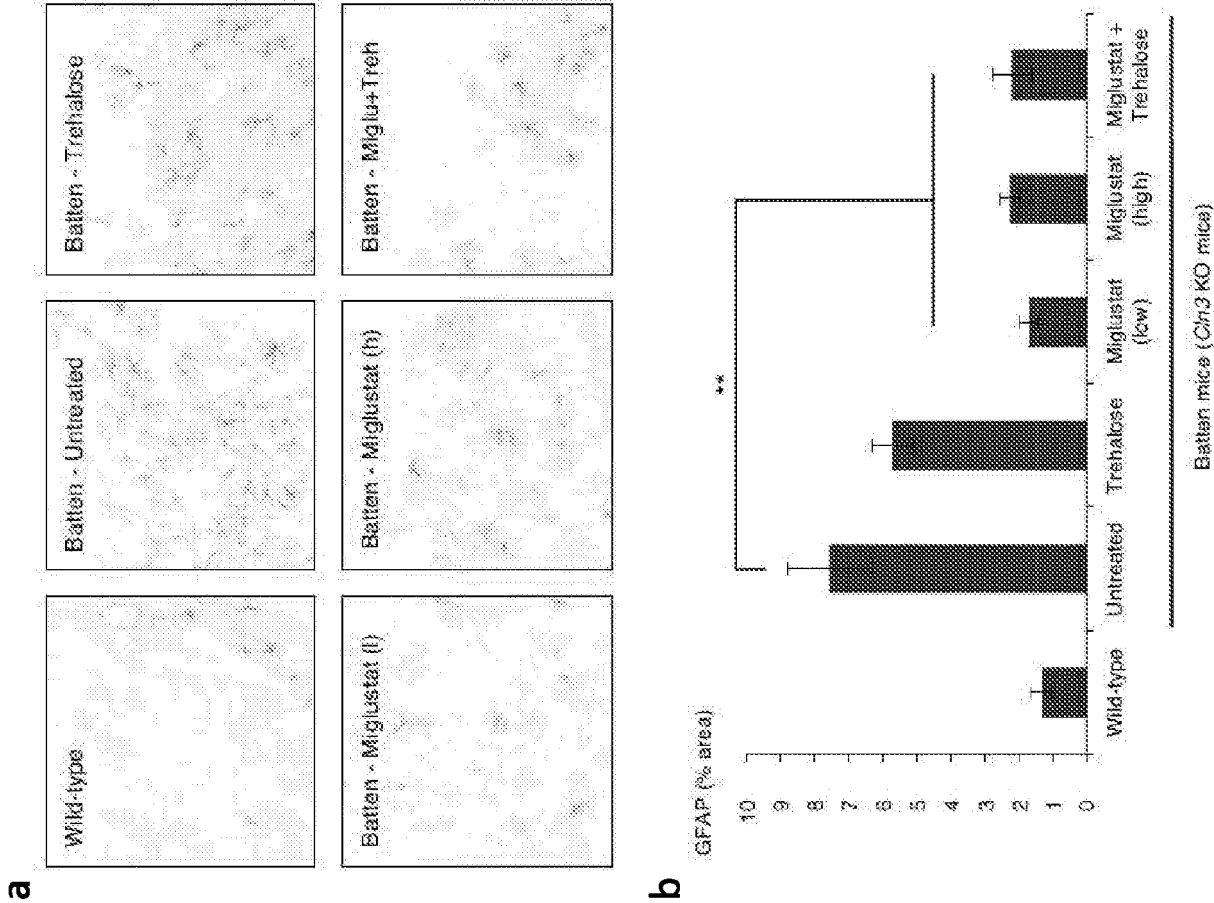 a
Wild-type
Batten - Untreated
Batten - Trehalose
Batten - Miglustat (l)
Batten - Miglustat (h)
Batten - Miglu+Treh
b
GFAP (% area)
10
9
8
7
6
5
4
3
2
1
0
**
Wild-type
Untreated
Trehalose
Miglustat
(low)
Miglustat
(high)
Miglustat +
Trehalose
Batten mice (Cln3 KO mice)